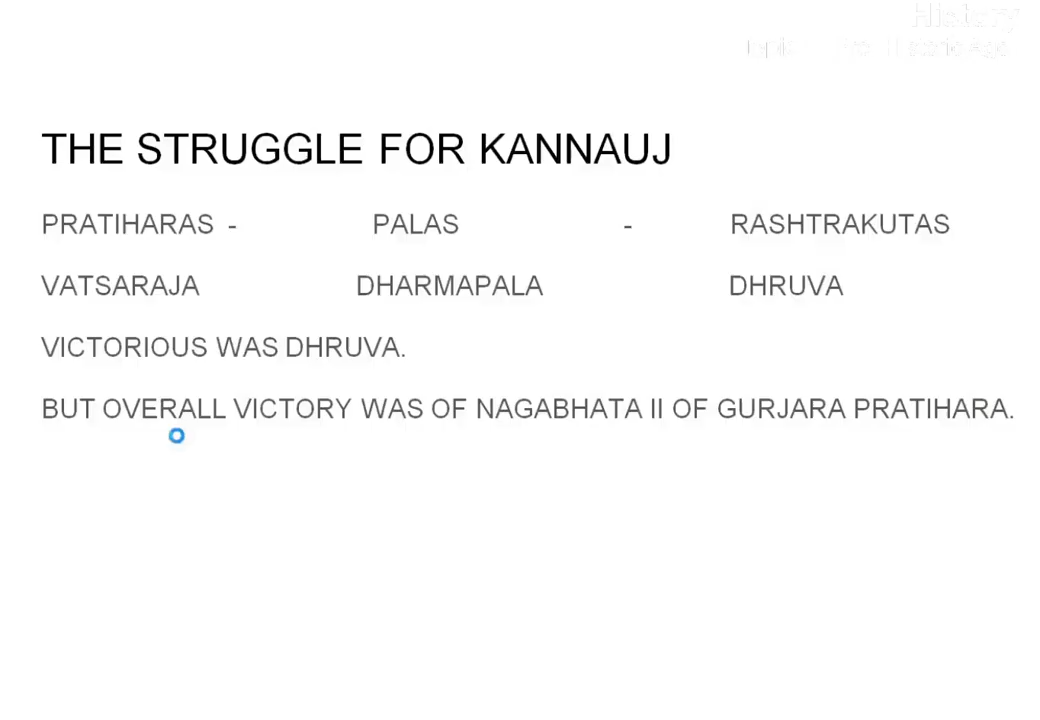 History
THE STRUGGLE FOR KANNAUJ
PRATIHARAS - PALAS - RASHTRAKUTAS
VATSARAJA DHARMAPALA DHRUVA
VICTORIOUS WAS DHRUVA.
BUT OVERALL VICTORY WAS OF NAGABHATA II OF GURJARA PRATIHARA.